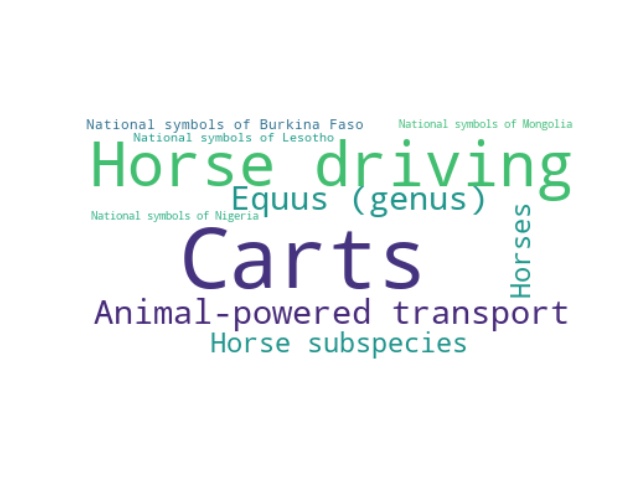 National symbols of Burkina Faso
National symbols of Mongolia
National symbols of Lesotho
Horse driving
Equus (genus)
National symbols of Nigeria
Horses
Carts
Animal-powered transport
Horse subspecies